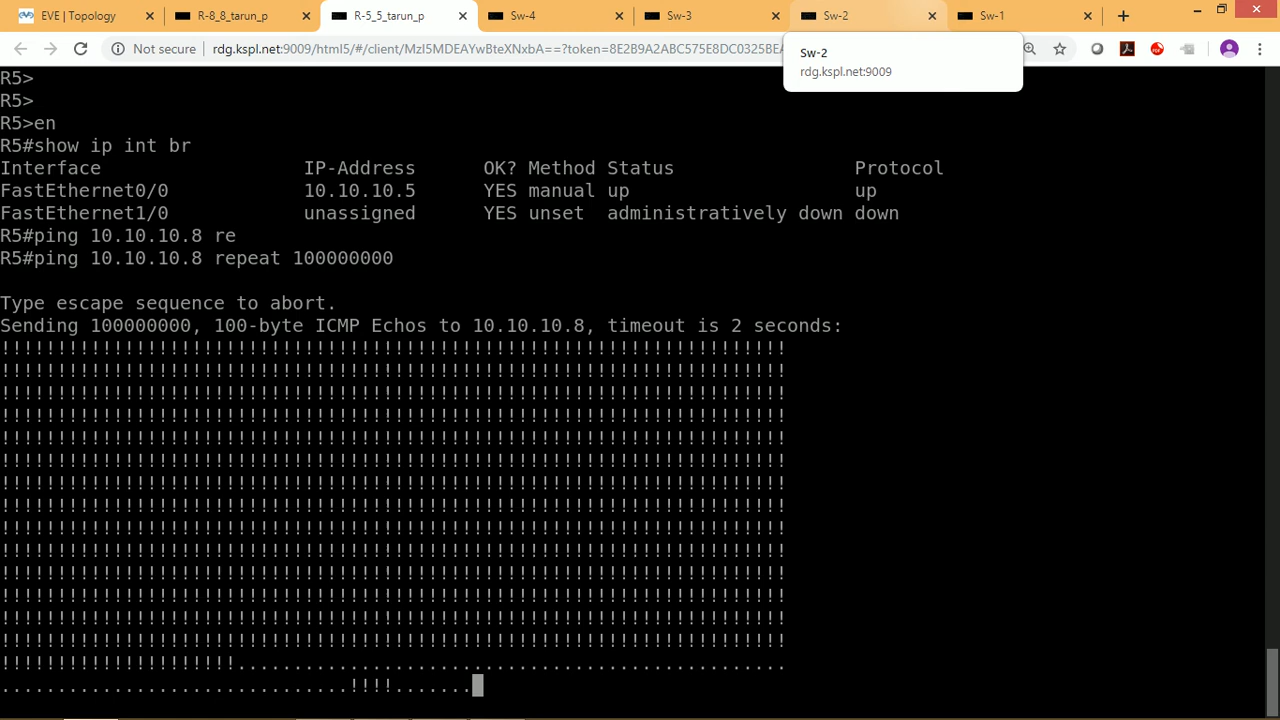 EVE | Topology
R-8_8_tarun_p
R-5_5_tarun_p
Sw-4
Sw-3
Sw-2
Sw-1
Not secure
rdg.kspl.net:9009/html5/#/client/MzI5MDEAYwBteXNxbA==?token=8E2B9A2ABC575E8DC0325BEA
Sw-2
rdg.kspl.net:9009
R5>
R5>
R5>en
R5#show ip int br
Interface IP-Address OK? Method Status Protocol
FastEthernet0/0 10.10.10.5 YES manual up up
FastEthernet1/0 unassigned YES unset administratively down down
R5#ping 10.10.10.8 re
R5#ping 10.10.10.8 repeat 100000000
Type escape sequence to abort.
Sending 100000000, 100-byte ICMP Echos to 10.10.10.8, timeout is 2 seconds:
!!!!!!!!!!!!!!!!!!!!!!!!!!!!!!!!!!!!!!!!!!!!!!!!!!!!!!!!!!!!!!!!!!!!!!
!!!!!!!!!!!!!!!!!!!!!!!!!!!!!!!!!!!!!!!!!!!!!!!!!!!!!!!!!!!!!!!!!!!!!!
!!!!!!!!!!!!!!!!!!!!!!!!!!!!!!!!!!!!!!!!!!!!!!!!!!!!!!!!!!!!!!!!!!!!!!
!!!!!!!!!!!!!!!!!!!!!!!!!!!!!!!!!!!!!!!!!!!!!!!!!!!!!!!!!!!!!!!!!!!!!!
!!!!!!!!!!!!!!!!!!!!!!!!!!!!!!!!!!!!!!!!!!!!!!!!!!!!!!!!!!!!!!!!!!!!!!
!!!!!!!!!!!!!!!!!!!!!!!!!!!!!!!!!!!!!!!!!!!!!!!!!!!!!!!!!!!!!!!!!!!!!!
!!!!!!!!!!!!!!!!!!!!!!!!!!!!!!!!!!!!!!!!!!!!!!!!!!!!!!!!!!!!!!!!!!!!!!
!!!!!!!!!!!!!!!!!!!!!!!!!!!!!!!!!!!!!!!!!!!!!!!!!!!!!!!!!!!!!!!!!!!!!!
!!!!!!!!!!!!!!!!!!!!!!!!!!!!!!!!!!!!!!!!!!!!!!!!!!!!!!!!!!!!!!!!!!!!!!
!!!!!!!!!!!!!!!!!!!!!!!!!!!!!!!!!!!!!!!!!!!!!!!!!!!!!!!!!!!!!!!!!!!!!!
!!!!!!!!!!!!!!!!!!!!!!!!!!!!!!!!!!!!!!!!!!!!!!!!!!!!!!!!!!!!!!!!!!!!!!
!!!!!!!!!!!!!!!!!!!!!!!!!!!!!!!!!!!!!!!!!!!!!!!!!!!!!!!!!!!!!!!!!!!!!!
!!!!!!!!!!!!!!!!!!!!!!!!!!!!!!!!!!!!!!!!!!!!!!!!!!!!!!!!!!!!!!!!!!!!!!
!!!!!!!!!!!!!!!!!!!!!!!!!!!!!!!!!!!!!!!!!!!!!!!!!!!!!!!!!!!!!!!!!!!!!!
!!!!!!!!!!!!!!!!!!!!!.................................................
...............................!!!!.......